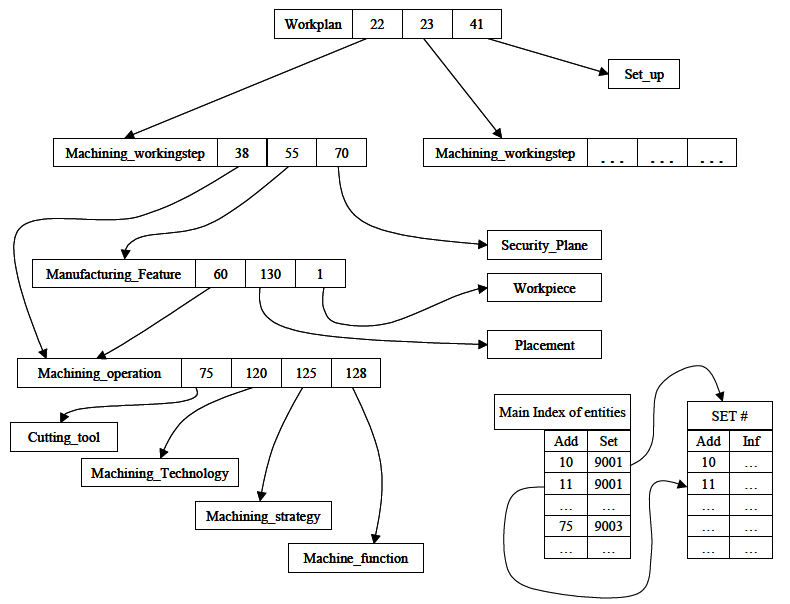 Workplan 22 23 41
Set_up
Machining_workingstep 38 55 70
Machining_workingstep ... ... ...
Security_Plane
Manufacturing_Feature 60 130 1
Workpiece
Placement
Machining_operation 75 120 125 128
Cutting_tool
Machining_Technology
Machining_strategy
Machine_function
Main Index of entities
Add Set
10 9001
11 9001
... ...
75 9003
... ...
SET #
Add Inf
10 ...
11 ...
... ...
... ...
... ...